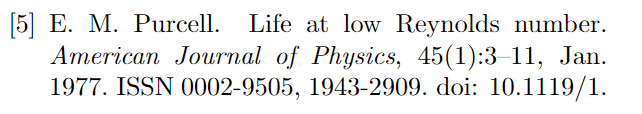 [5] E. M. Purcell. Life at low Reynolds number.
American Journal of Physics, 45(1):3–11, Jan.
1977. ISSN 0002-9505, 1943-2909. doi: 10.1119/1.